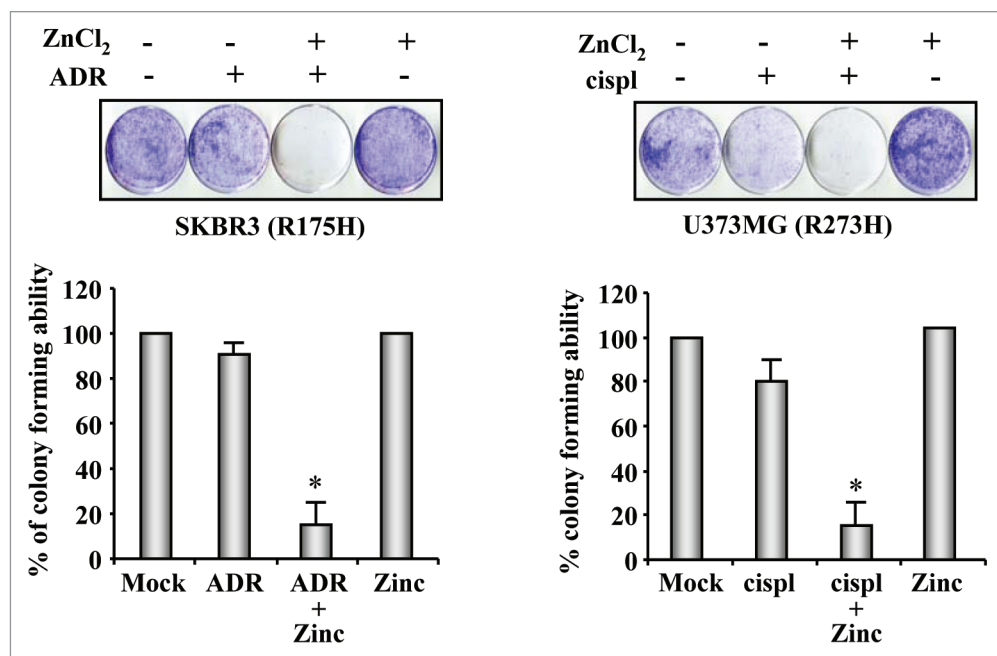 ZnCl2 - - + +
ADR - + + -
SKBR3 (R175H)
% of colony forming ability
120
100
80
60
40
20
0
*
Mock ADR ADR Zinc
+
Zinc
ZnCl2 - - + +
cispl - + + -
U373MG (R273H)
% colony forming ability
120
100
80
60
40
20
0
*
Mock cispl cispl Zinc
+
Zinc